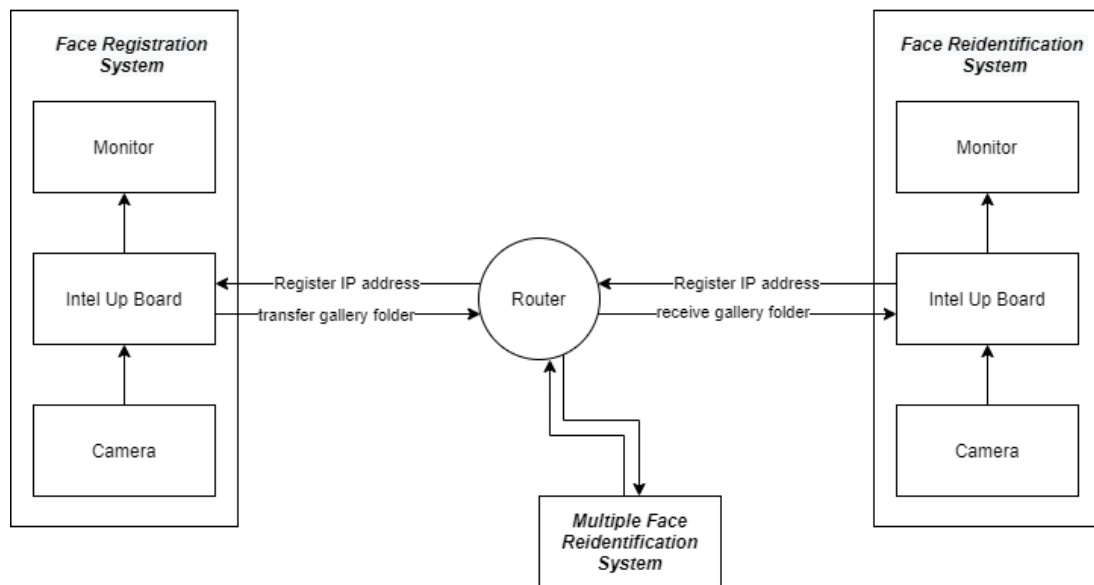 Face Registration
System
Monitor
Intel Up Board
Camera
Register IP address
transfer gallery folder
Router
Register IP address
receive gallery folder
Multiple Face
Reidentification
System
Face Reidentification
System
Monitor
Intel Up Board
Camera